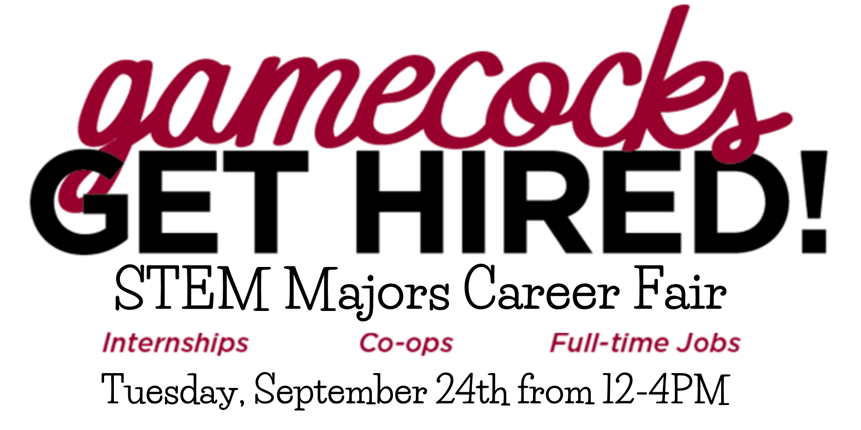 gamecocks
GET HIRED!
STEM Majors Career Fair
Internships Co-ops Full-time Jobs
Tuesday, September 24th from 12-4PM